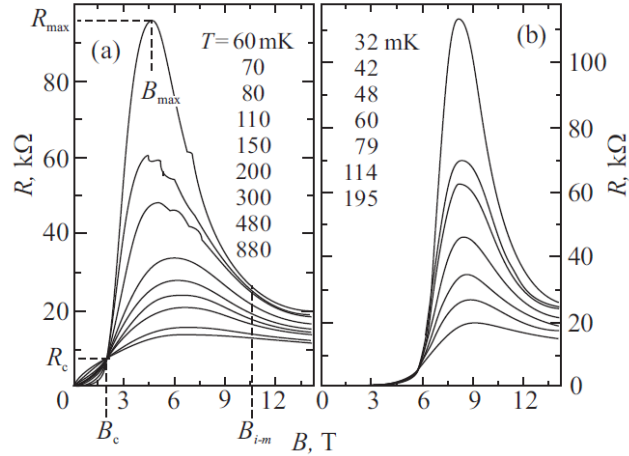 R_max
(a)
T = 60 mK
70
80
110
150
200
300
480
880
B_max
80
60
40
20
0
R, kΩ
R_c
3
6
9
12
B_c
B_i-m
B, T
(b)
32 mK
42
48
60
79
114
195
0
3
6
9
12
100
80
60
40
20
0
R, kΩ